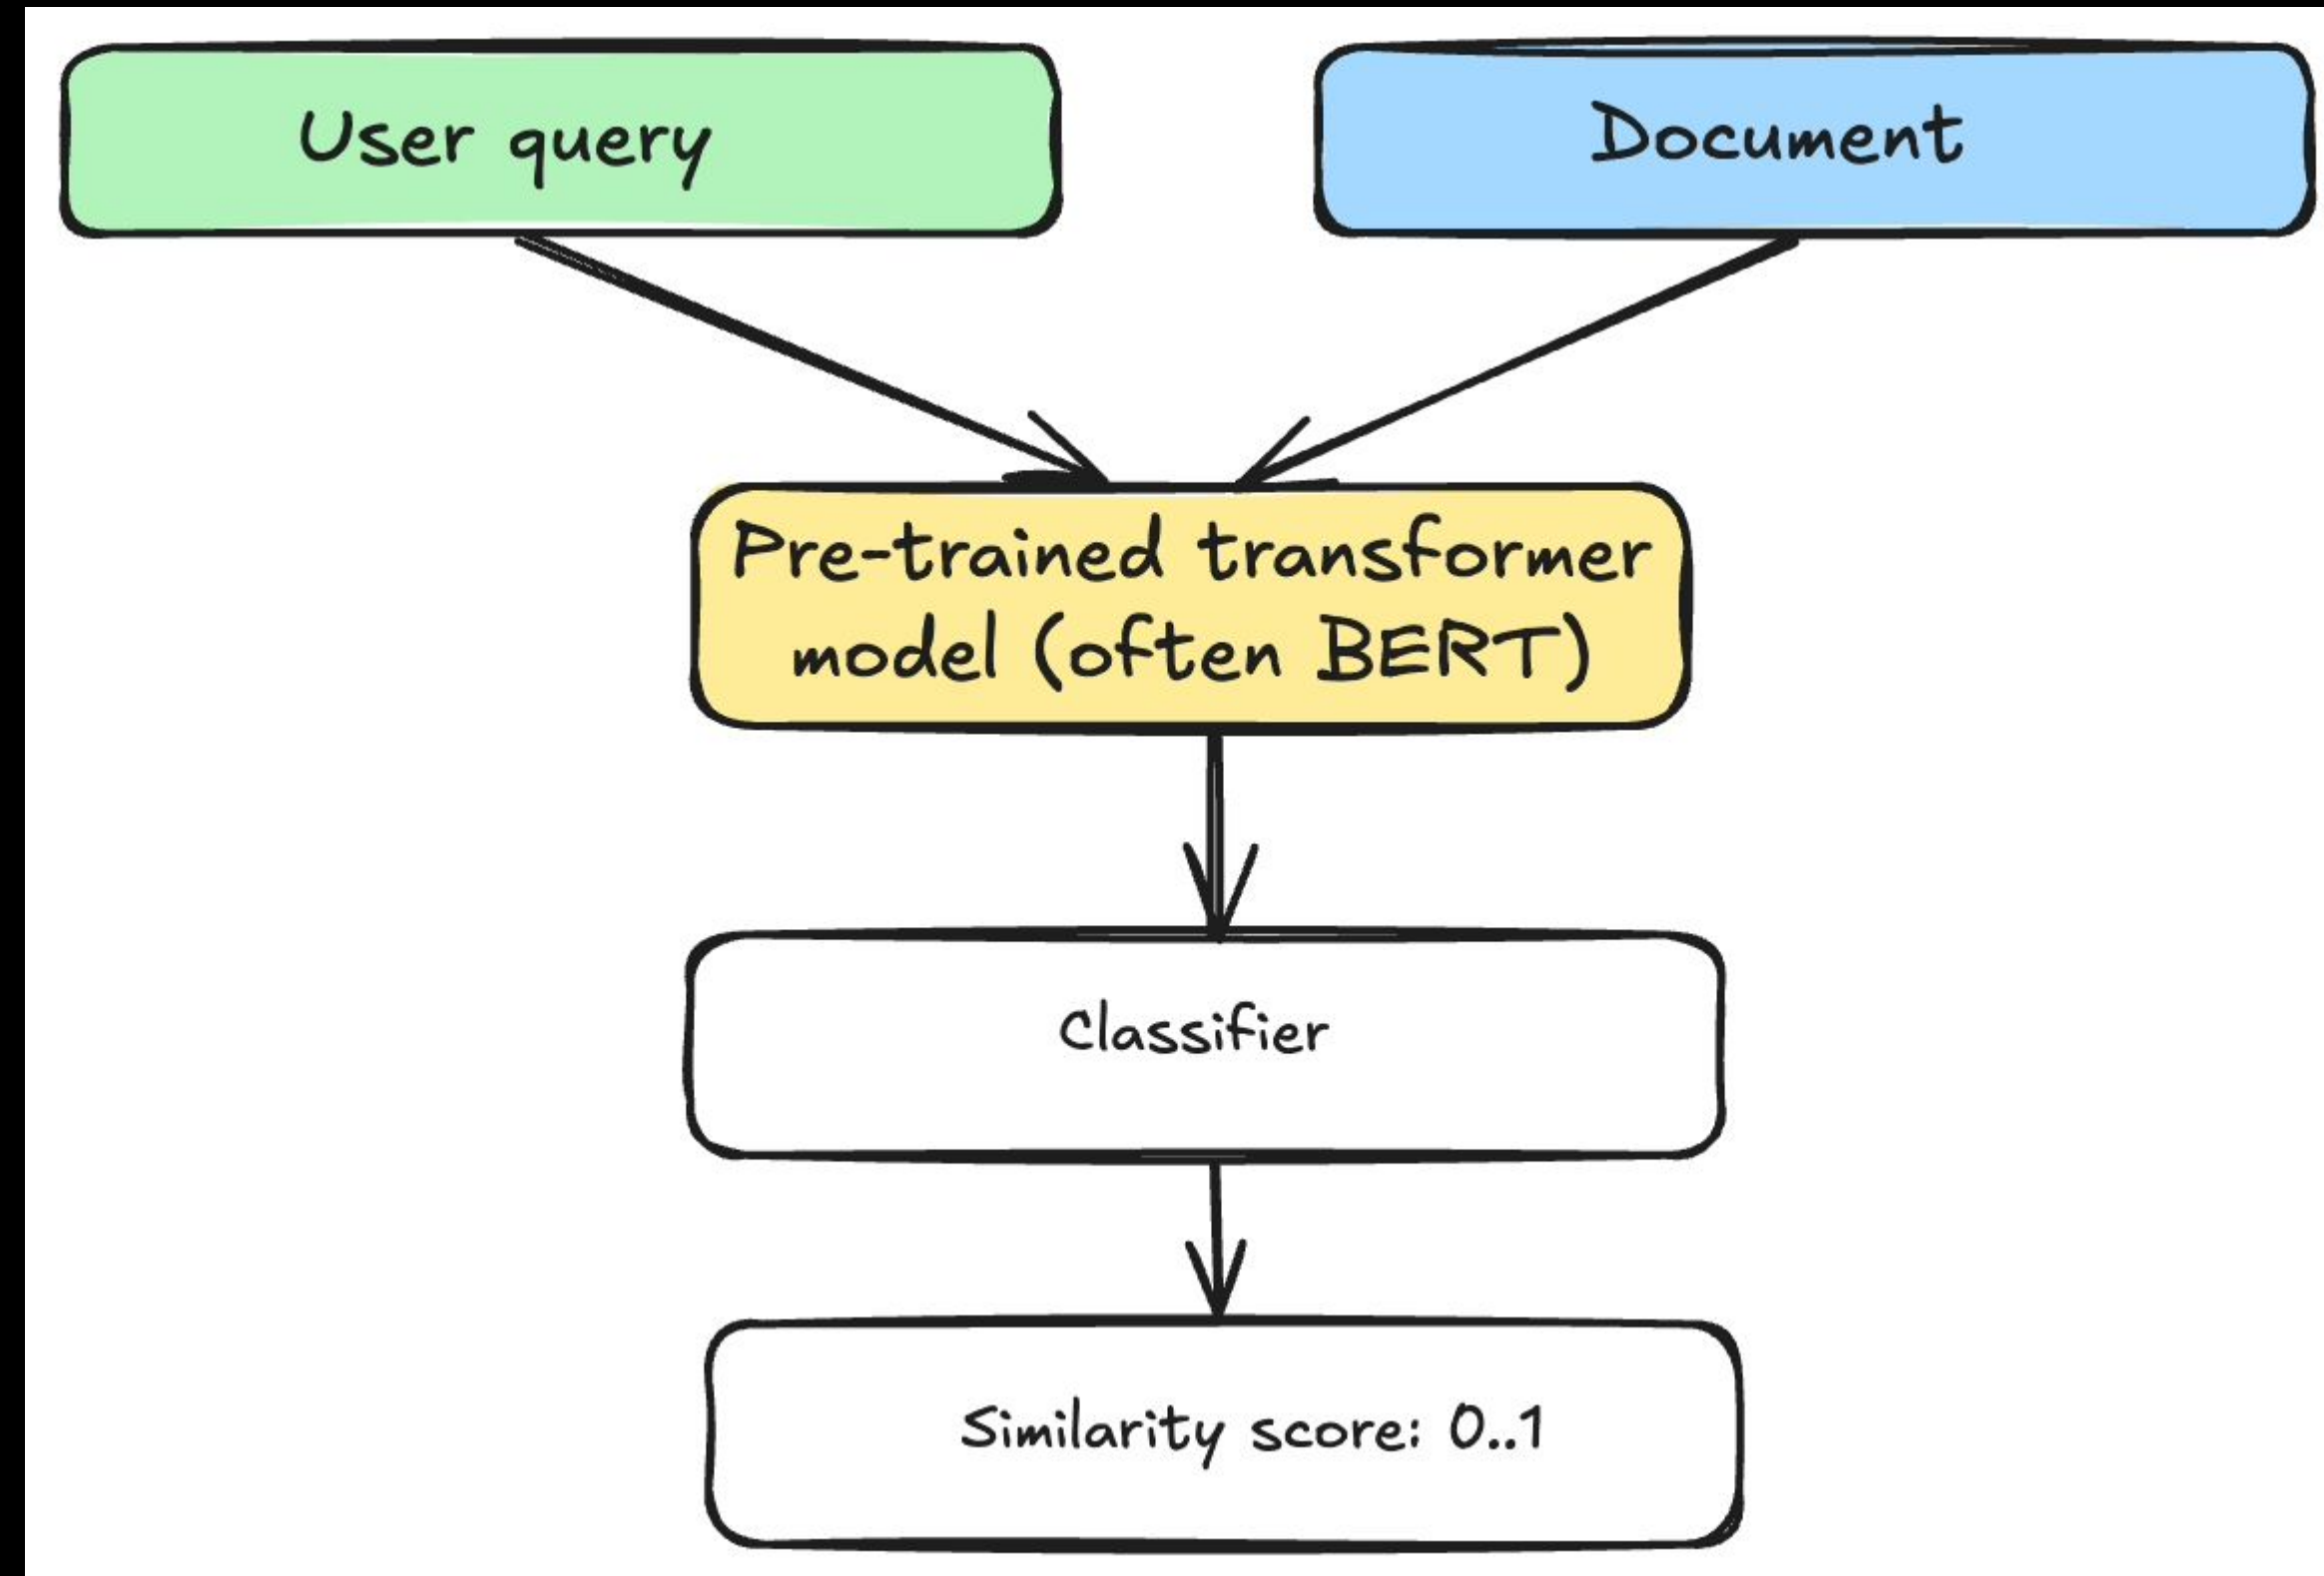 User query
Document
Pre-trained transformer
model (often BERT)
Classifier
Similarity score: 0..1